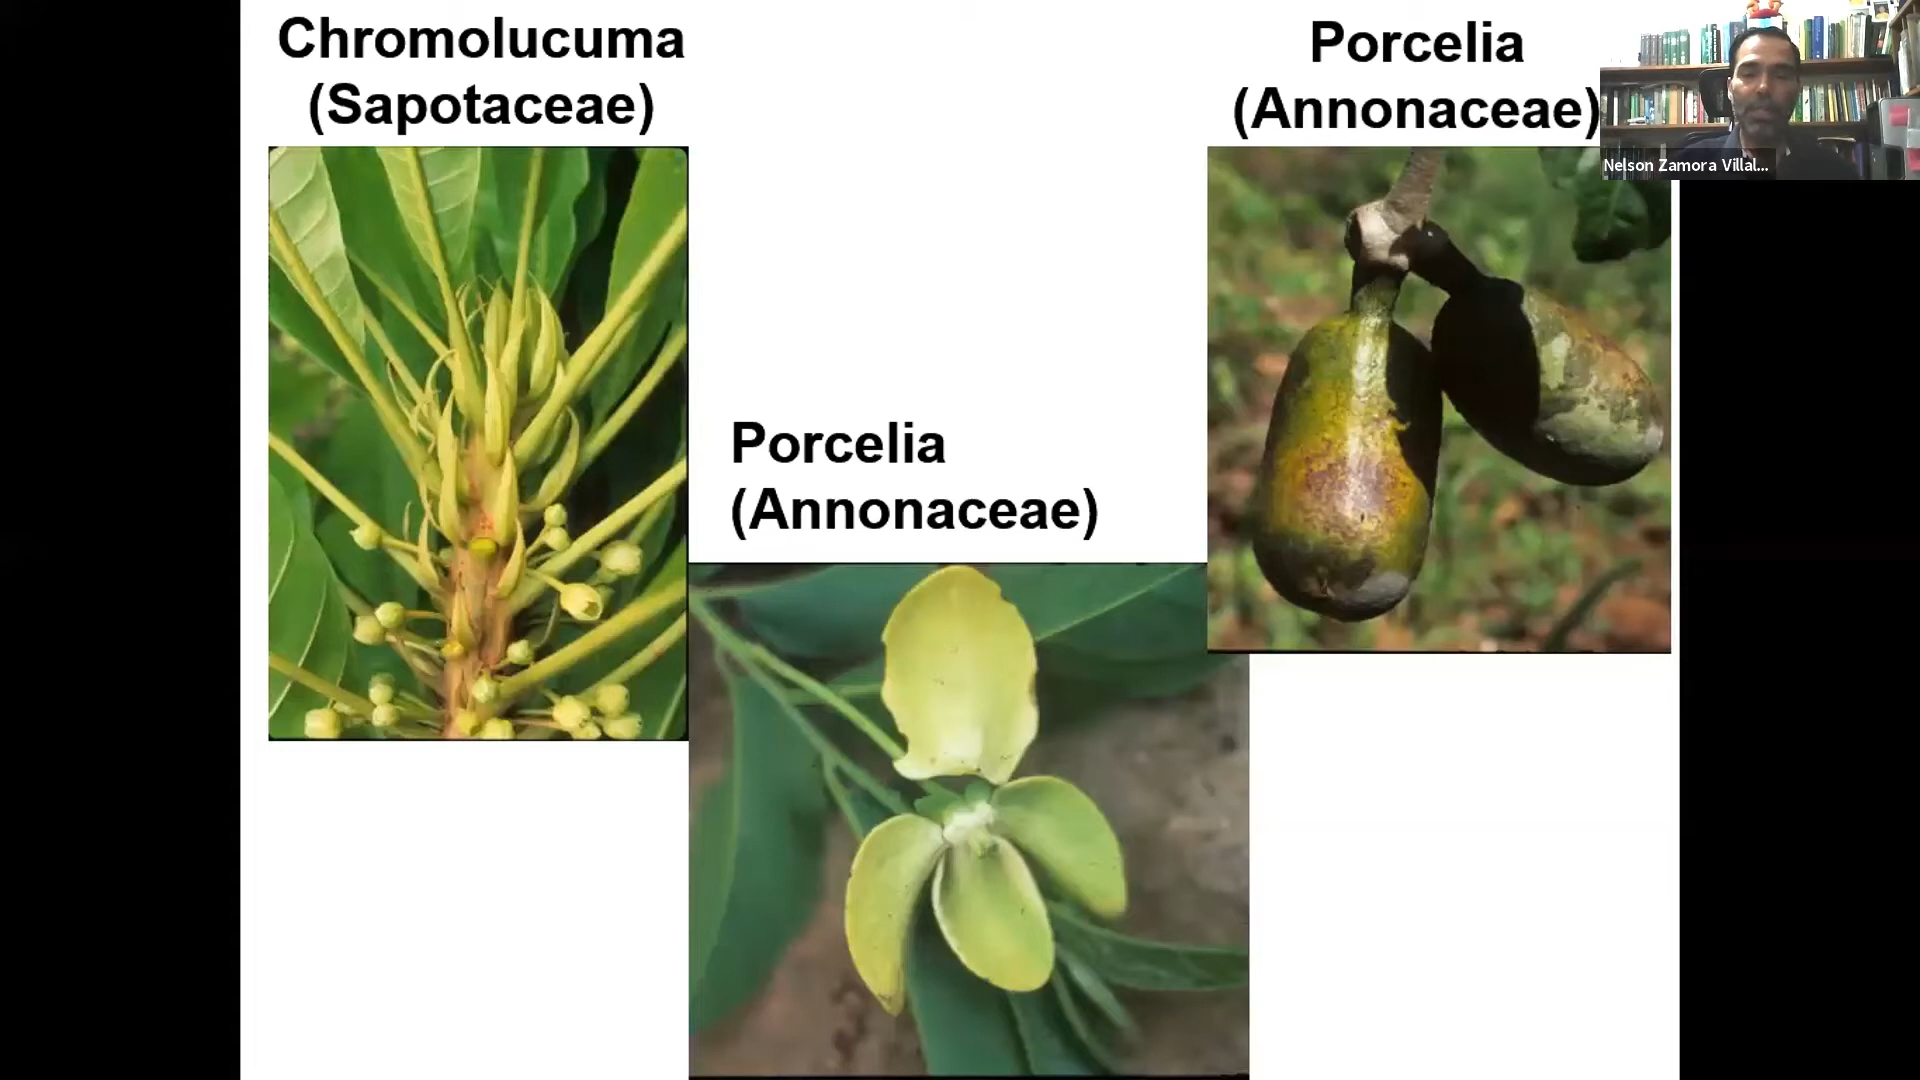 Chromolucuma
(Sapotaceae)
Porcelia
(Annonaceae)
Porcelia
(Annonaceae)
Nelson Zamora Villal...